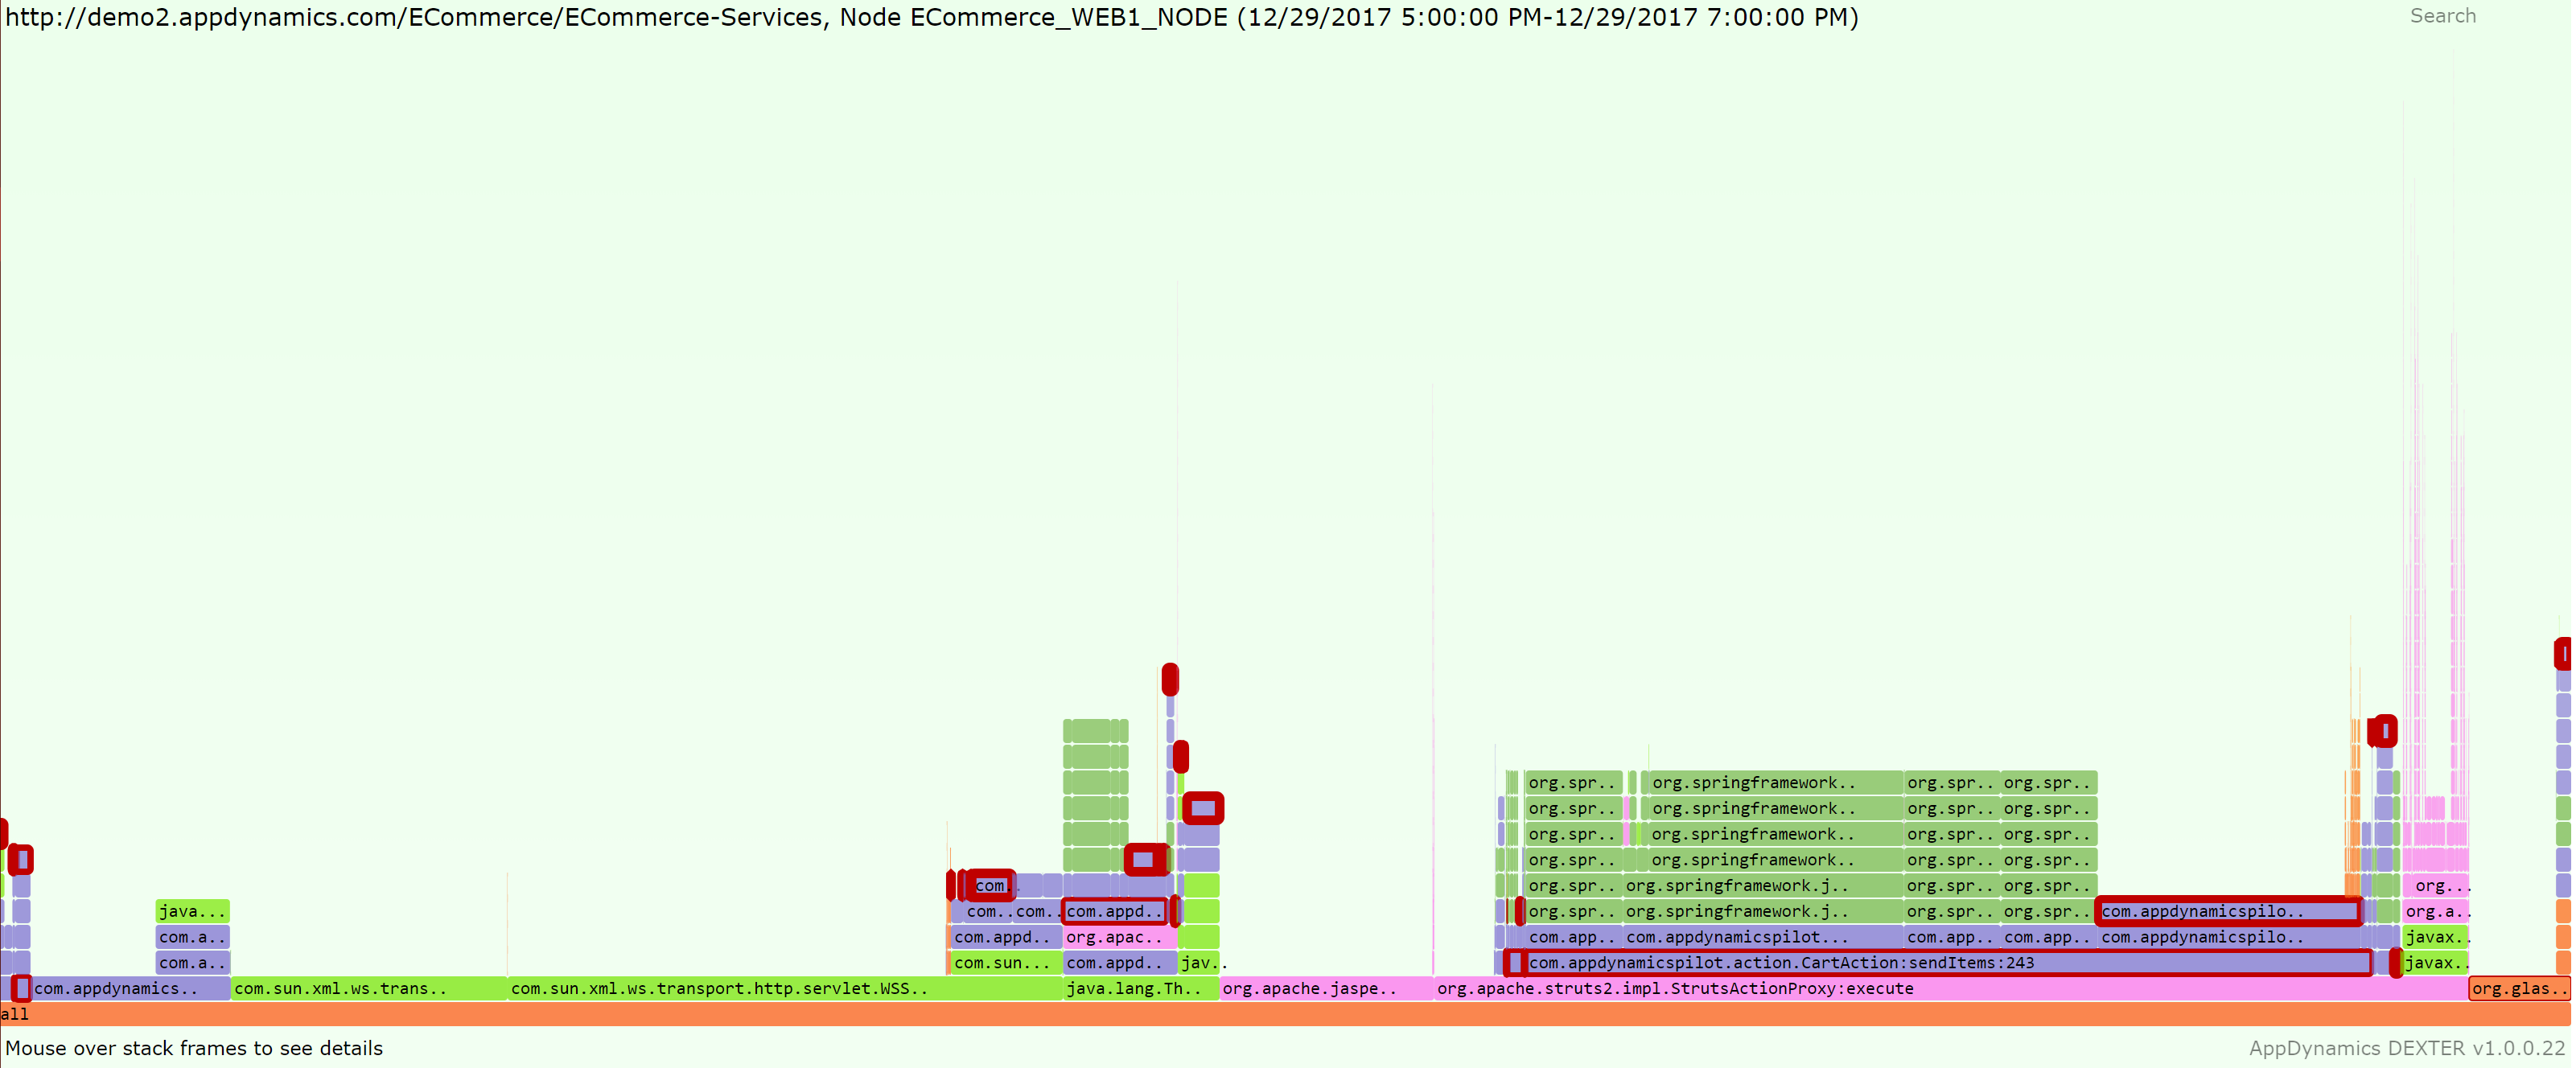 http://demo2.appdynamics.com/ECommerce/ECommerce-Services, Node ECommerce_WEB1_NODE (12/29/2017 5:00:00 PM-12/29/2017 7:00:00 PM) Search
org.spr.. org.springframework.. org.spr.. org.spr..
org.spr.. org.springframework.. org.spr.. org.spr..
org.spr.. org.springframework.. org.spr.. org.spr..
org.spr.. org.springframework.. org.spr.. org.spr..
com. org.spr.. org.springframework.j.. org.spr.. org.spr.. org...
java... com..com.. com.appd.. org.spr.. org.springframework.j.. org.spr.. org.spr.. com.appdynamicspilo.. org.a..
com.a.. com.appd.. org.apac.. com.app.. com.appdynamicspilot... com.app.. com.app.. com.appdynamicspilo.. javax..
com.a.. com.sun... com.appd.. jav.. com.appdynamicspilot.action.CartAction:sendItems:243 javax..
com.appdynamics.. com.sun.xml.ws.trans.. com.sun.xml.ws.transport.http.servlet.WSS.. java.lang.Th.. org.apache.jaspe.. org.apache.struts2.impl.StrutsActionProxy:execute org.glas..
all
Mouse over stack frames to see details AppDynamics DEXTER v1.0.0.22